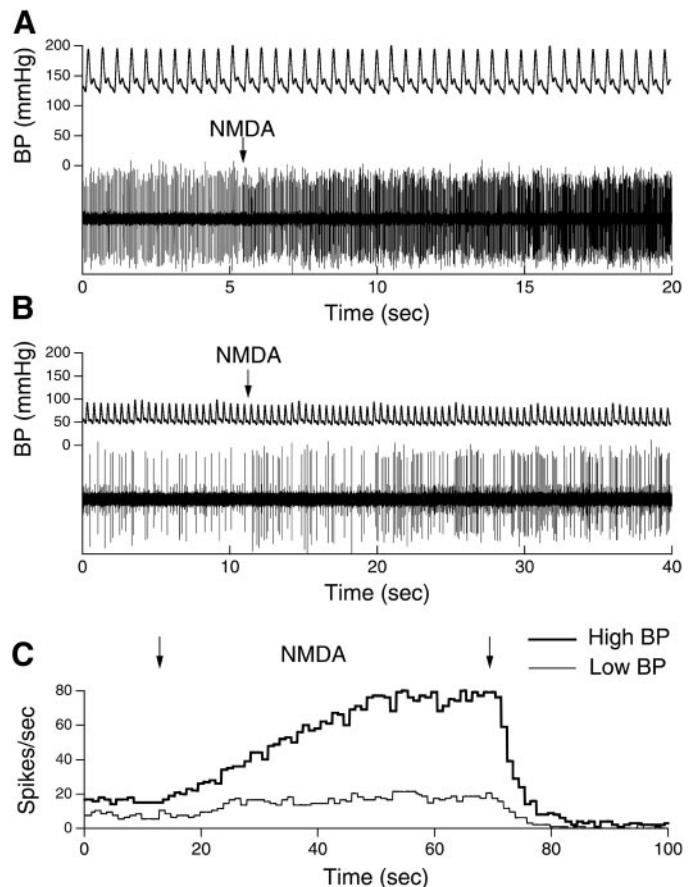 A
BP (mmHg)
200
150
100
50
0
NMDA
0 5 10 15 20
Time (sec)
B
BP (mmHg)
200
150
100
50
0
NMDA
0 10 20 30 40
Time (sec)
C
NMDA
High BP
Low BP
Spikes/sec
80
60
40
20
0
0 20 40 60 80 100
Time (sec)